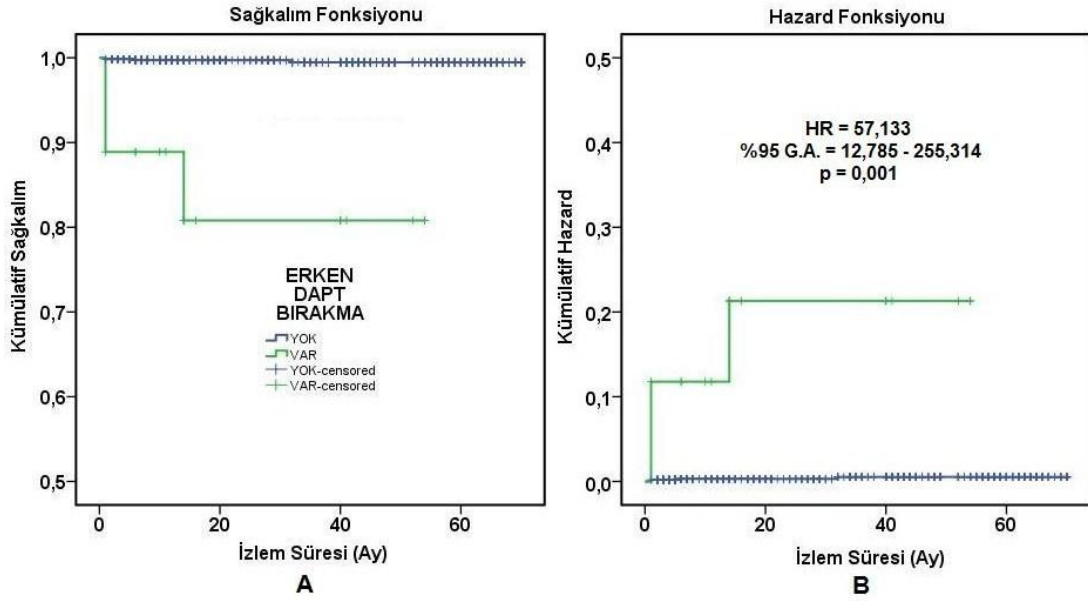 Sağkalım Fonksiyonu
Kümülatif Sağkalım
1,0
0,9
0,8
0,7
0,6
0,5
ERKEN
DAPT
BIRAKMA
YOK
VAR
YOK-censored
VAR-censored
0
20
40
60
İzlem Süresi (Ay)
A
Hazard Fonksiyonu
Kümülatif Hazard
0,5
0,4
0,3
0,2
0,1
0,0
HR = 57,133
%95 G.A. = 12,785 - 255,314
p = 0,001
0
20
40
60
İzlem Süresi (Ay)
B